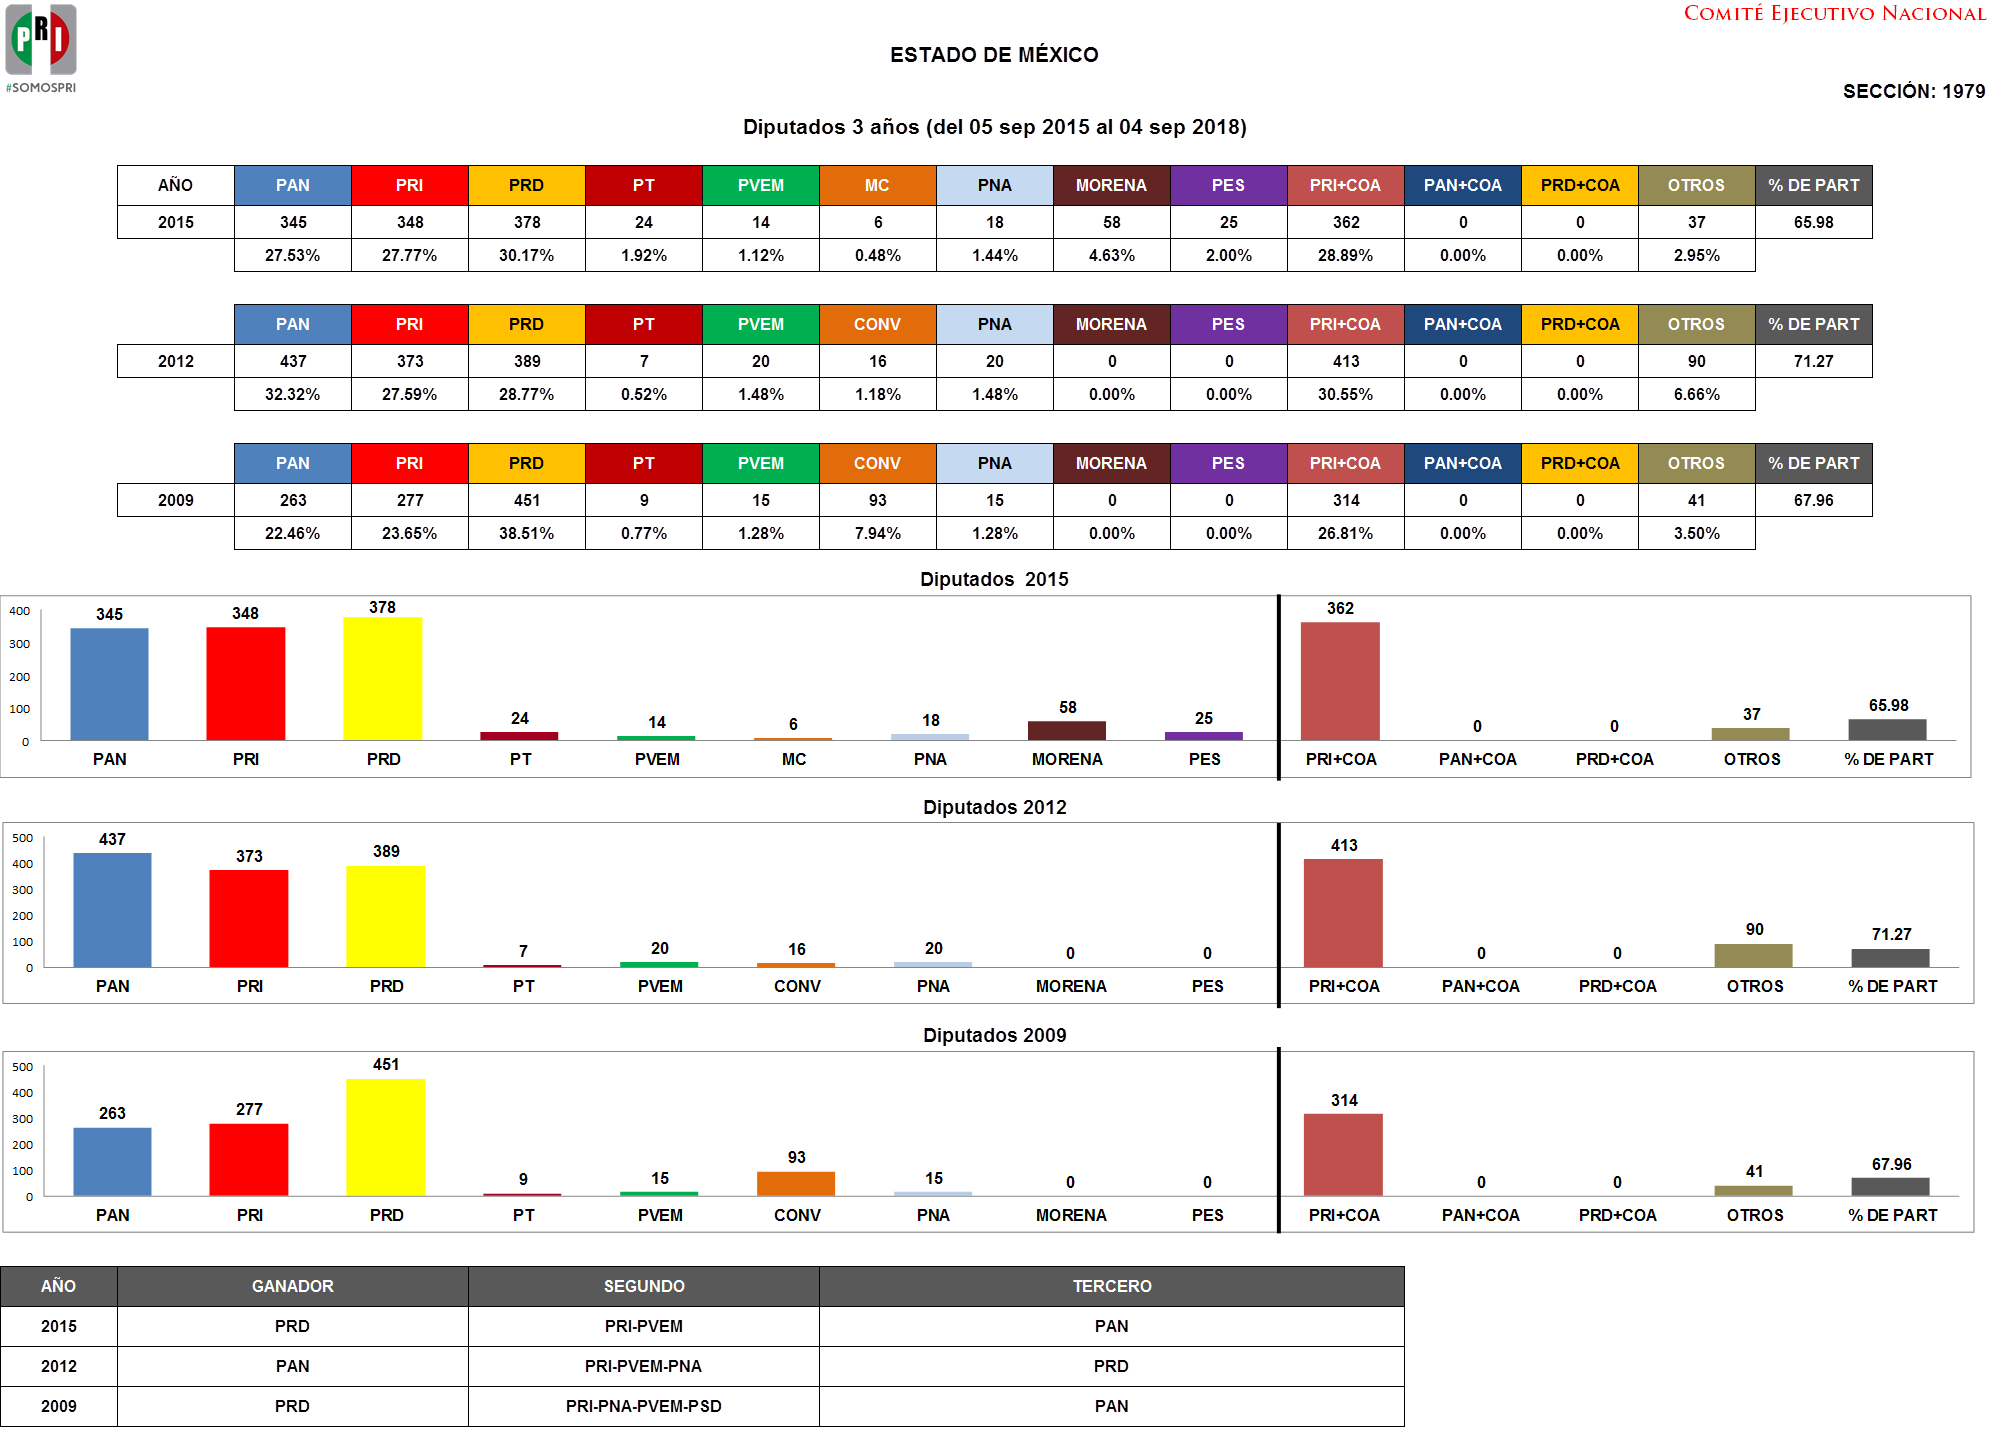 PRI
#SOMOSPRI
COMITÉ EJECUTIVO NACIONAL
ESTADO DE MÉXICO
SECCIÓN: 1979
Diputados 3 años (del 05 sep 2015 al 04 sep 2018)
AÑO PAN PRI PRD PT PVEM MC PNA MORENA PES PRI+COA PAN+COA PRD+COA OTROS % DE PART
2015 345 348 378 24 14 6 18 58 25 362 0 0 37 65.98
27.53% 27.77% 30.17% 1.92% 1.12% 0.48% 1.44% 4.63% 2.00% 28.89% 0.00% 0.00% 2.95%
PAN PRI PRD PT PVEM CONV PNA MORENA PES PRI+COA PAN+COA PRD+COA OTROS % DE PART
2012 437 373 389 7 20 16 20 0 0 413 0 0 90 71.27
32.32% 27.59% 28.77% 0.52% 1.48% 1.18% 1.48% 0.00% 0.00% 30.55% 0.00% 0.00% 6.66%
PAN PRI PRD PT PVEM CONV PNA MORENA PES PRI+COA PAN+COA PRD+COA OTROS % DE PART
2009 263 277 451 9 15 93 15 0 0 314 0 0 41 67.96
22.46% 23.65% 38.51% 0.77% 1.28% 7.94% 1.28% 0.00% 0.00% 26.81% 0.00% 0.00% 3.50%
Diputados 2015
400
300
200
100
0
345 348 378 24 14 6 18 58 25 362 0 0 37 65.98
PAN PRI PRD PT PVEM MC PNA MORENA PES PRI+COA PAN+COA PRD+COA OTROS % DE PART
Diputados 2012
500
400
300
200
100
0
437 373 389 7 20 16 20 0 0 413 0 0 90 71.27
PAN PRI PRD PT PVEM CONV PNA MORENA PES PRI+COA PAN+COA PRD+COA OTROS % DE PART
Diputados 2009
500
400
300
200
100
0
263 277 451 9 15 93 15 0 0 314 0 0 41 67.96
PAN PRI PRD PT PVEM CONV PNA MORENA PES PRI+COA PAN+COA PRD+COA OTROS % DE PART
AÑO GANADOR SEGUNDO TERCERO
2015 PRD PRI-PVEM PAN
2012 PAN PRI-PVEM-PNA PRD
2009 PRD PRI-PNA-PVEM-PSD PAN